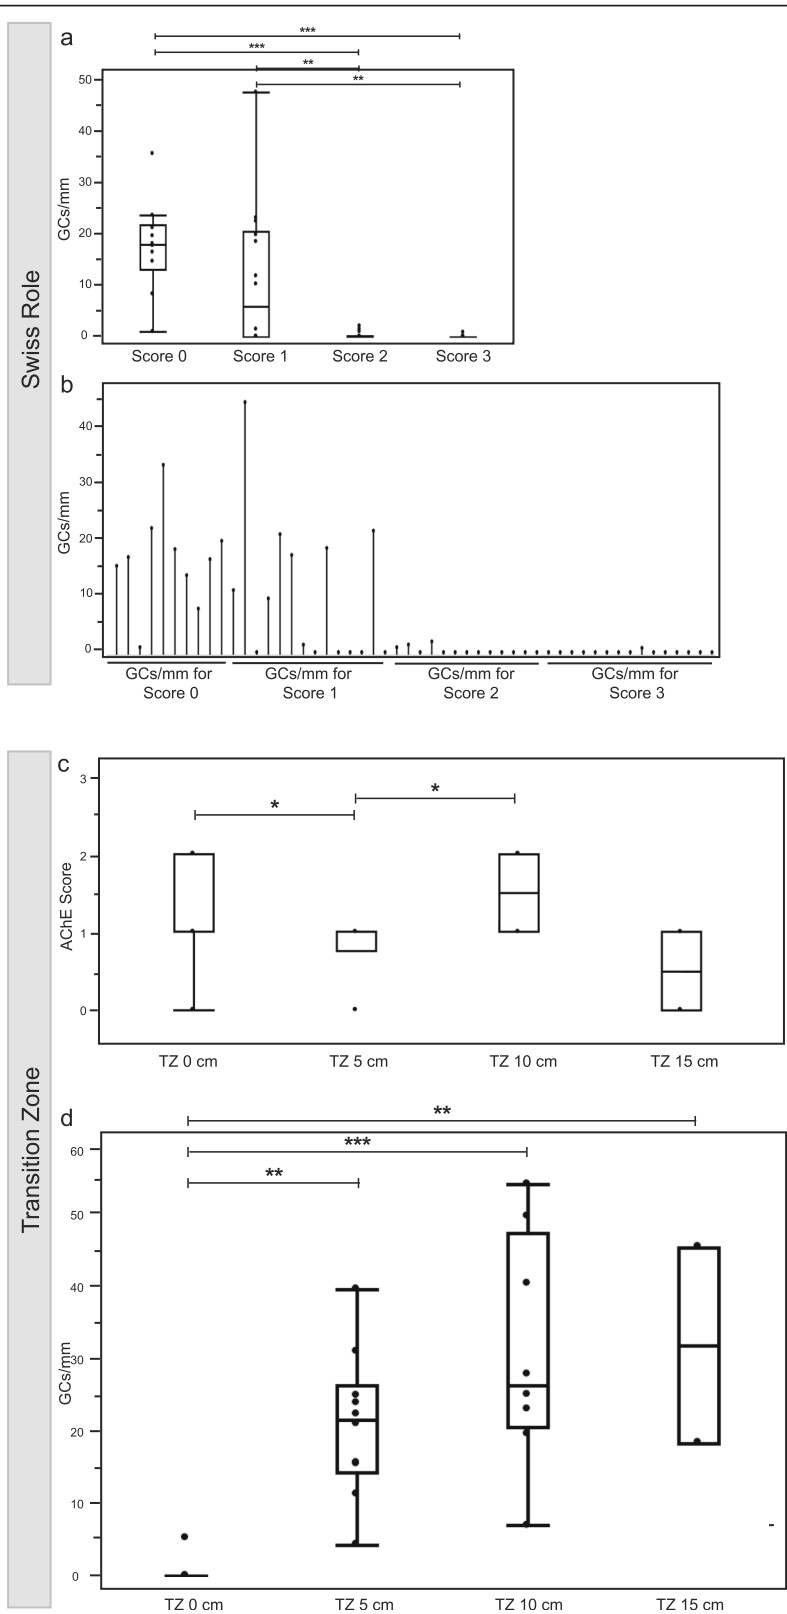 Swiss Role
a
***
***
**
**
GCs/mm
50
40
30
20
10
0
Score 0
Score 1
Score 2
Score 3
b
GCs/mm
40
30
20
10
0
GCs/mm for
Score 0
GCs/mm for
Score 1
GCs/mm for
Score 2
GCs/mm for
Score 3
Transition Zone
c
AChE Score
3
2
1
0
*
*
TZ 0 cm
TZ 5 cm
TZ 10 cm
TZ 15 cm
d
**
***
**
GCs/mm
60
50
40
30
20
10
0
TZ 0 cm
TZ 5 cm
TZ 10 cm
TZ 15 cm